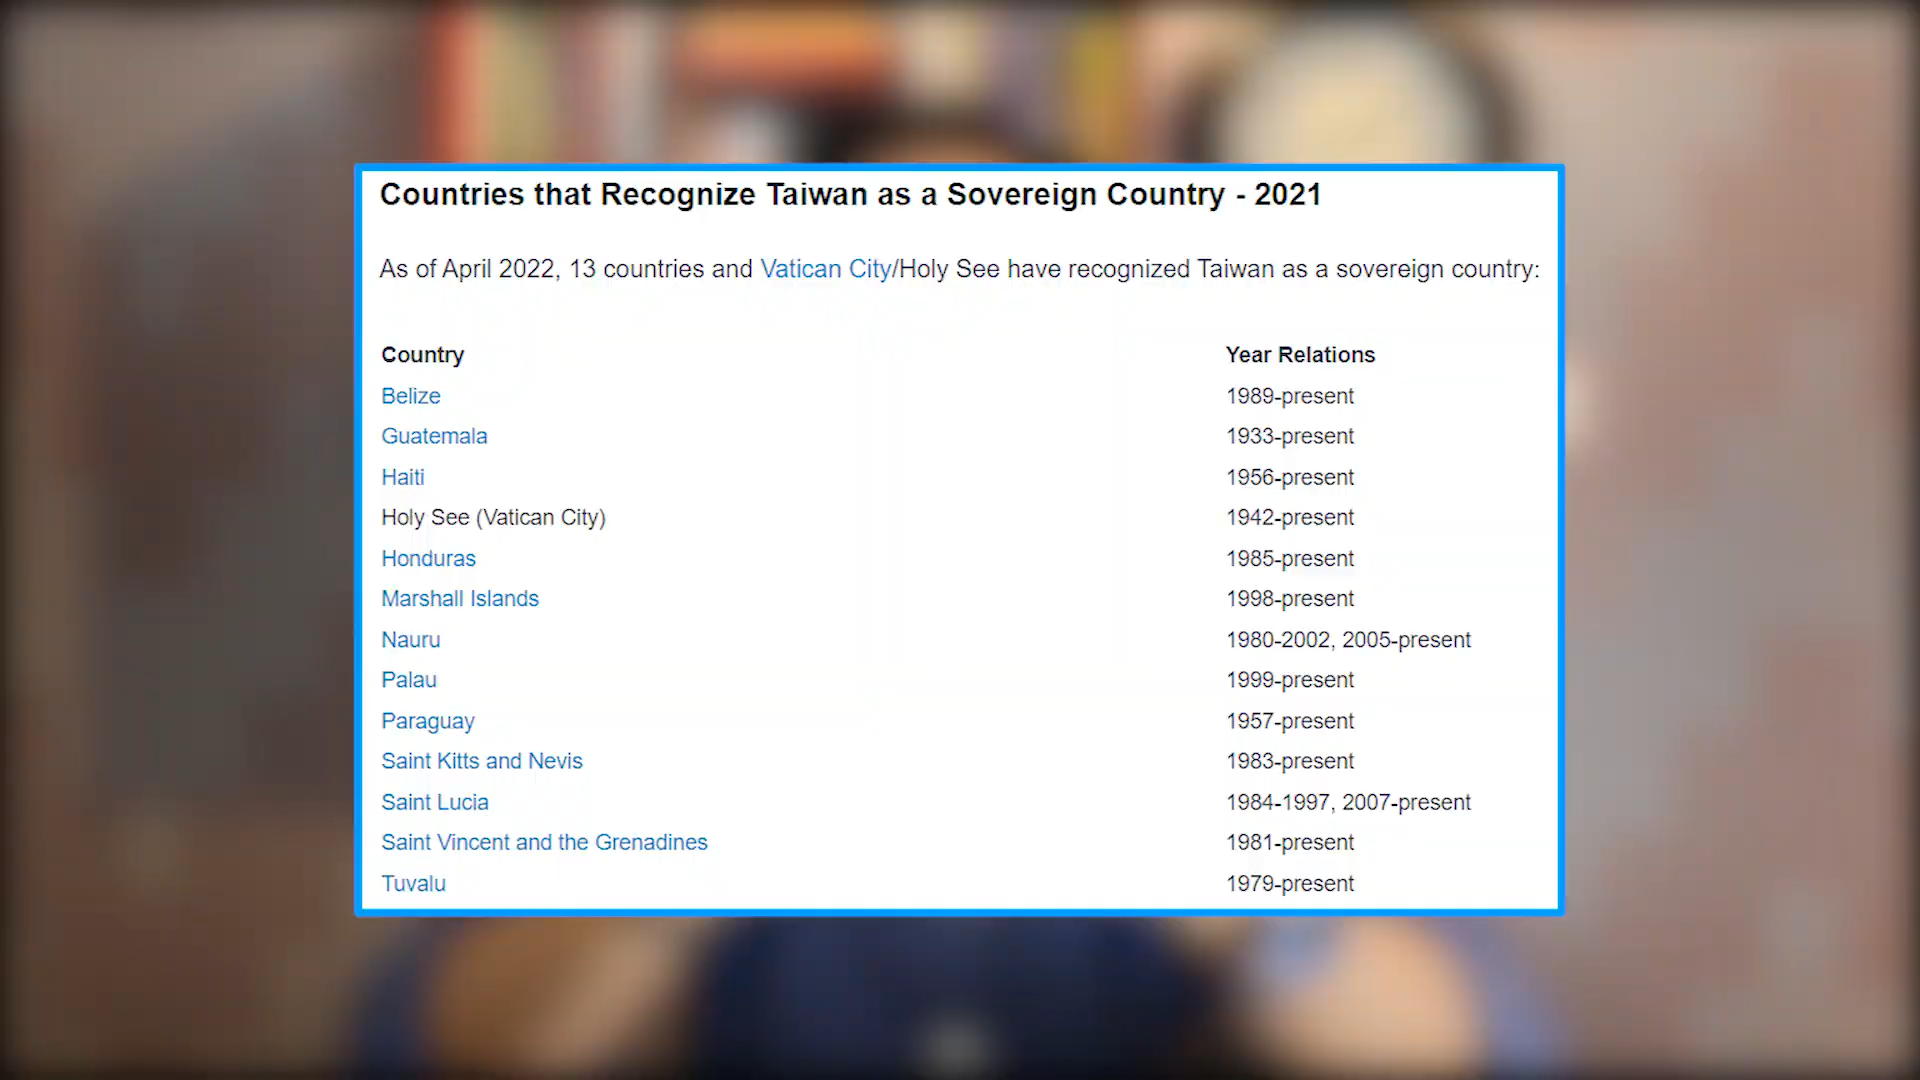 Countries that Recognize Taiwan as a Sovereign Country - 2021
As of April 2022, 13 countries and Vatican City/Holy See have recognized Taiwan as a sovereign country:
Country Year Relations
Belize 1989-present
Guatemala 1933-present
Haiti 1956-present
Holy See (Vatican City) 1942-present
Honduras 1985-present
Marshall Islands 1998-present
Nauru 1980-2002, 2005-present
Palau 1999-present
Paraguay 1957-present
Saint Kitts and Nevis 1983-present
Saint Lucia 1984-1997, 2007-present
Saint Vincent and the Grenadines 1981-present
Tuvalu 1979-present